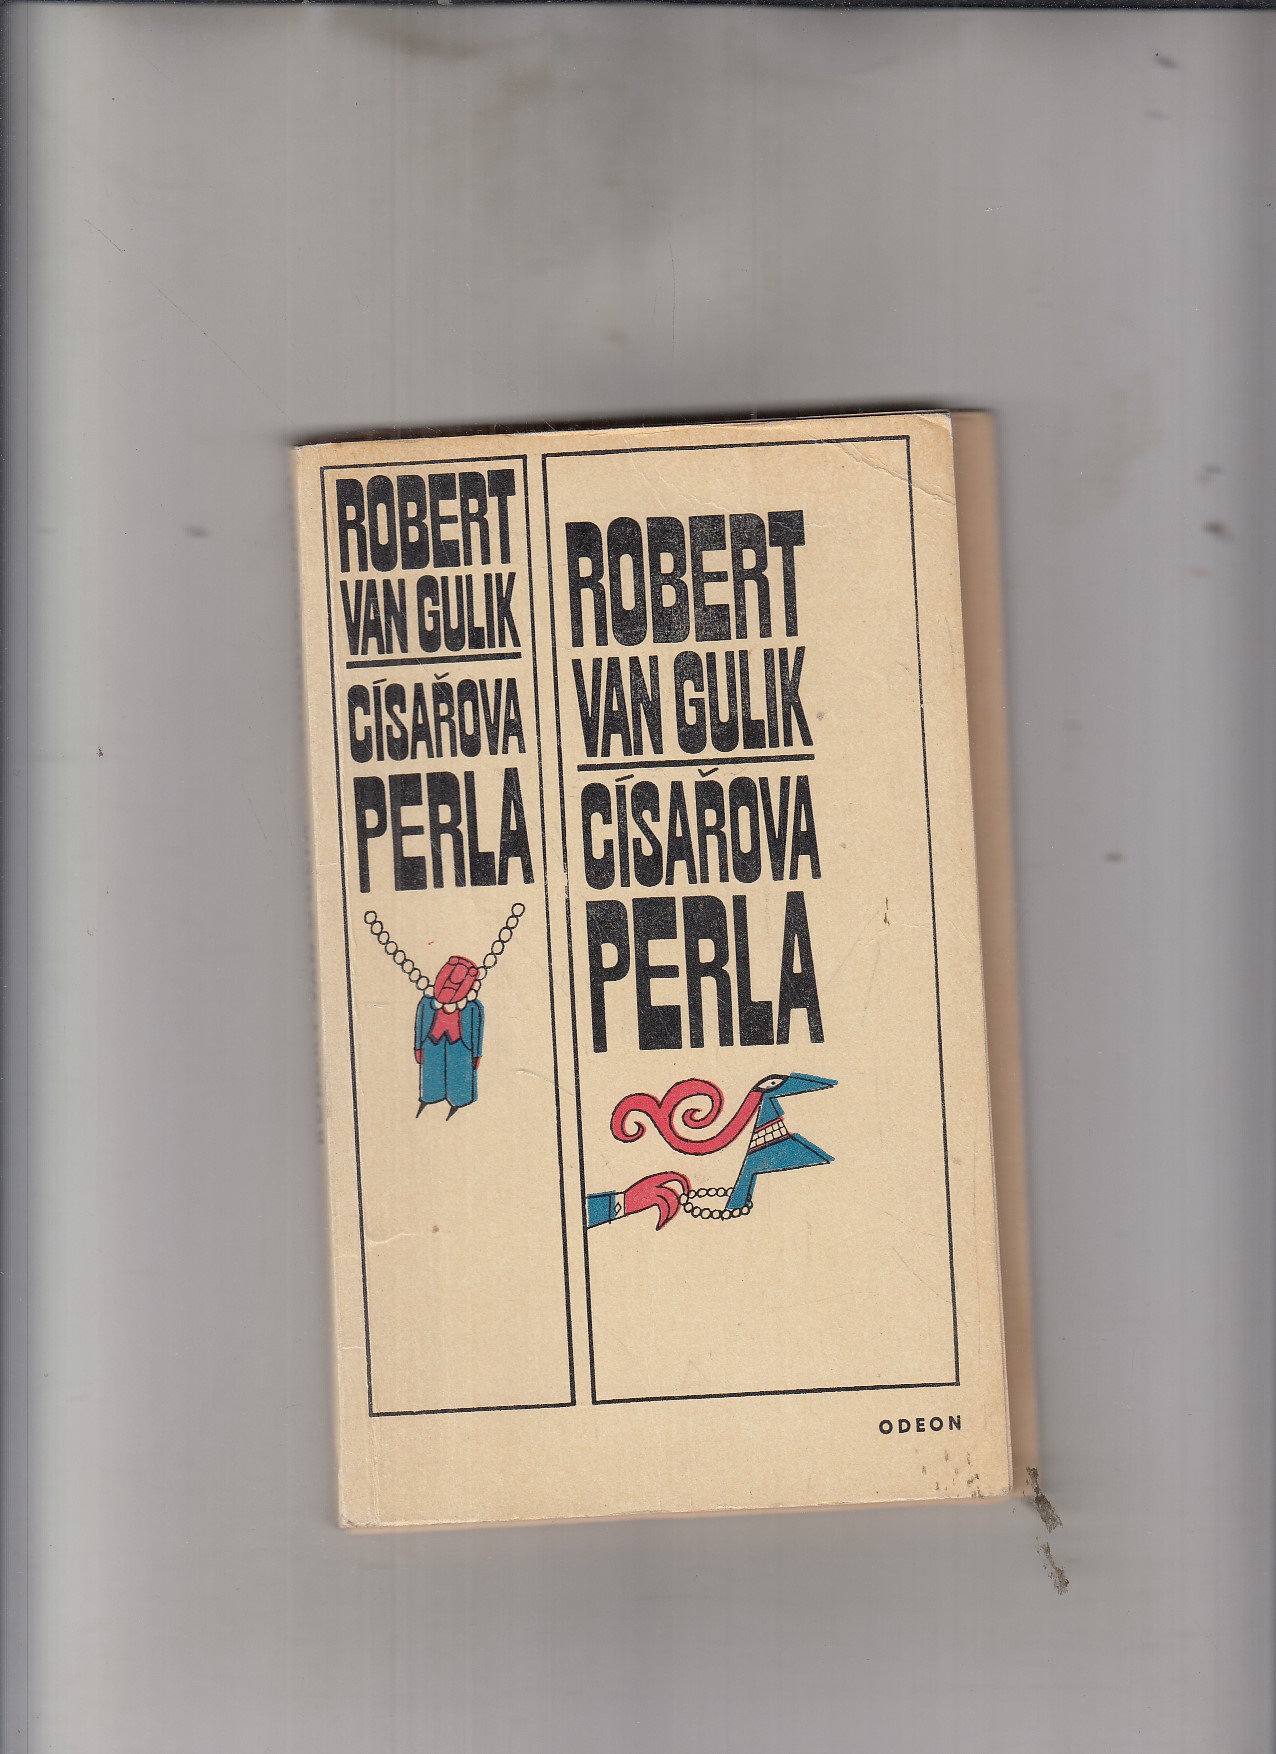 ROBERT
VAN GULIK
CÍSAŘOVA
PERLA
ROBERT
VAN GULIK
CÍSAŘOVA
PERLA
ODEON